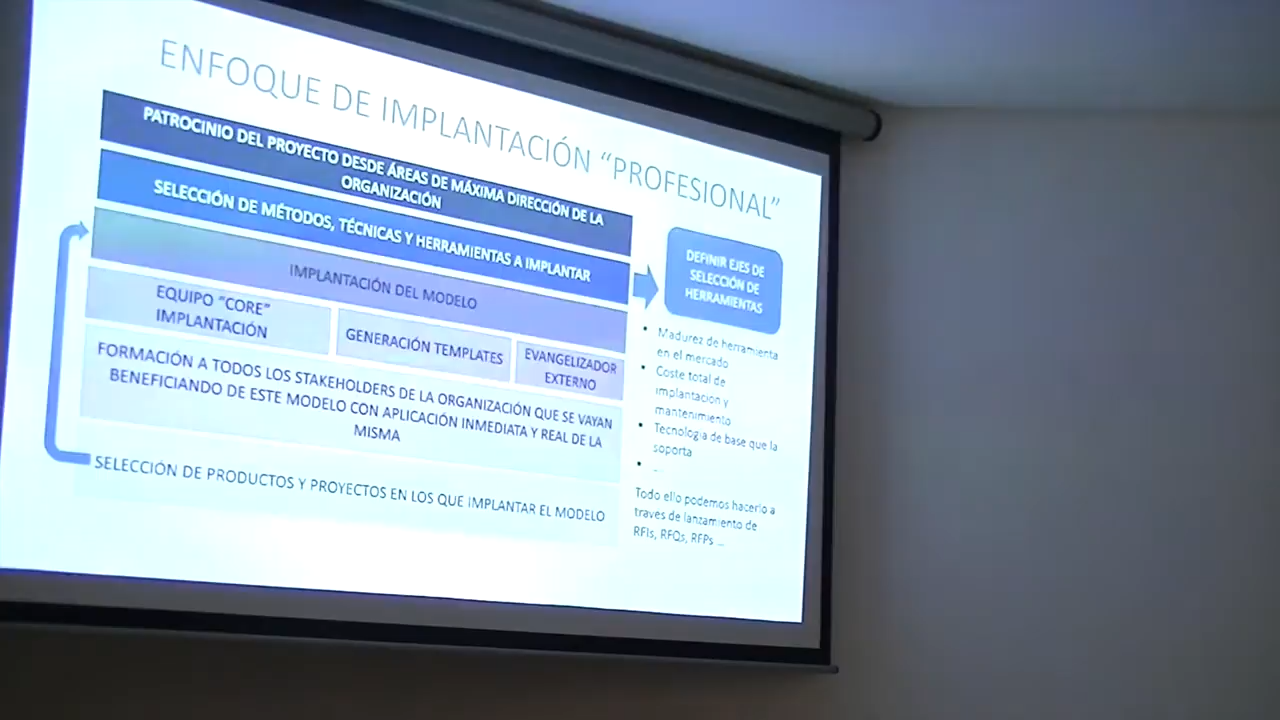 ENFOQUE DE IMPLANTACIÓN “PROFESIONAL”
PATROCINIO DEL PROYECTO DESDE ÁREAS DE MÁXIMA DIRECCIÓN DE LA
ORGANIZACIÓN
SELECCIÓN DE MÉTODOS, TÉCNICAS Y HERRAMIENTAS A IMPLANTAR
IMPLANTACIÓN DEL MODELO
EQUIPO “CORE”
IMPLANTACIÓN
GENERACIÓN TEMPLATES
EVANGELIZADOR
EXTERNO
FORMACIÓN A TODOS LOS STAKEHOLDERS DE LA ORGANIZACIÓN QUE SE VAYAN
BENEFICIANDO DE ESTE MODELO CON APLICACIÓN INMEDIATA Y REAL DE LA
MISMA
SELECCIÓN DE PRODUCTOS Y PROYECTOS EN LOS QUE IMPLANTAR EL MODELO
DEFINIR EJES DE
SELECCIÓN DE
HERRAMIENTAS
• Madurez de herramienta
en el mercado
• Coste total de
implantación y
mantenimiento
• Tecnología de base que la
soporta
• ...
Todo ello podemos hacerlo a
traves de lanzamiento de
RFIs, RFQs, RFPs ...